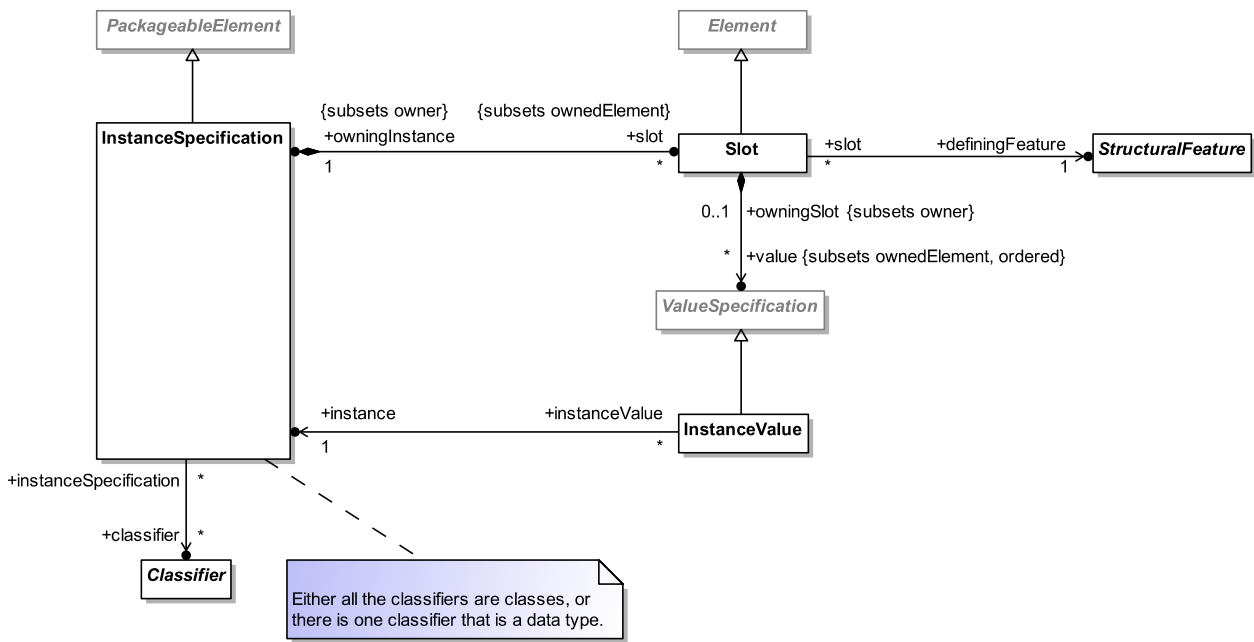 PackageableElement
Element
{subsets owner}
{subsets ownedElement}
InstanceSpecification
+owningInstance
+slot
1
*
Slot
+slot
+definingFeature
*
1
StructuralFeature
0..1
+owningSlot {subsets owner}
*
+value {subsets ownedElement, ordered}
ValueSpecification
+instance
+instanceValue
1
*
InstanceValue
+instanceSpecification
*
+classifier
*
Classifier
Either all the classifiers are classes, or
there is one classifier that is a data type.